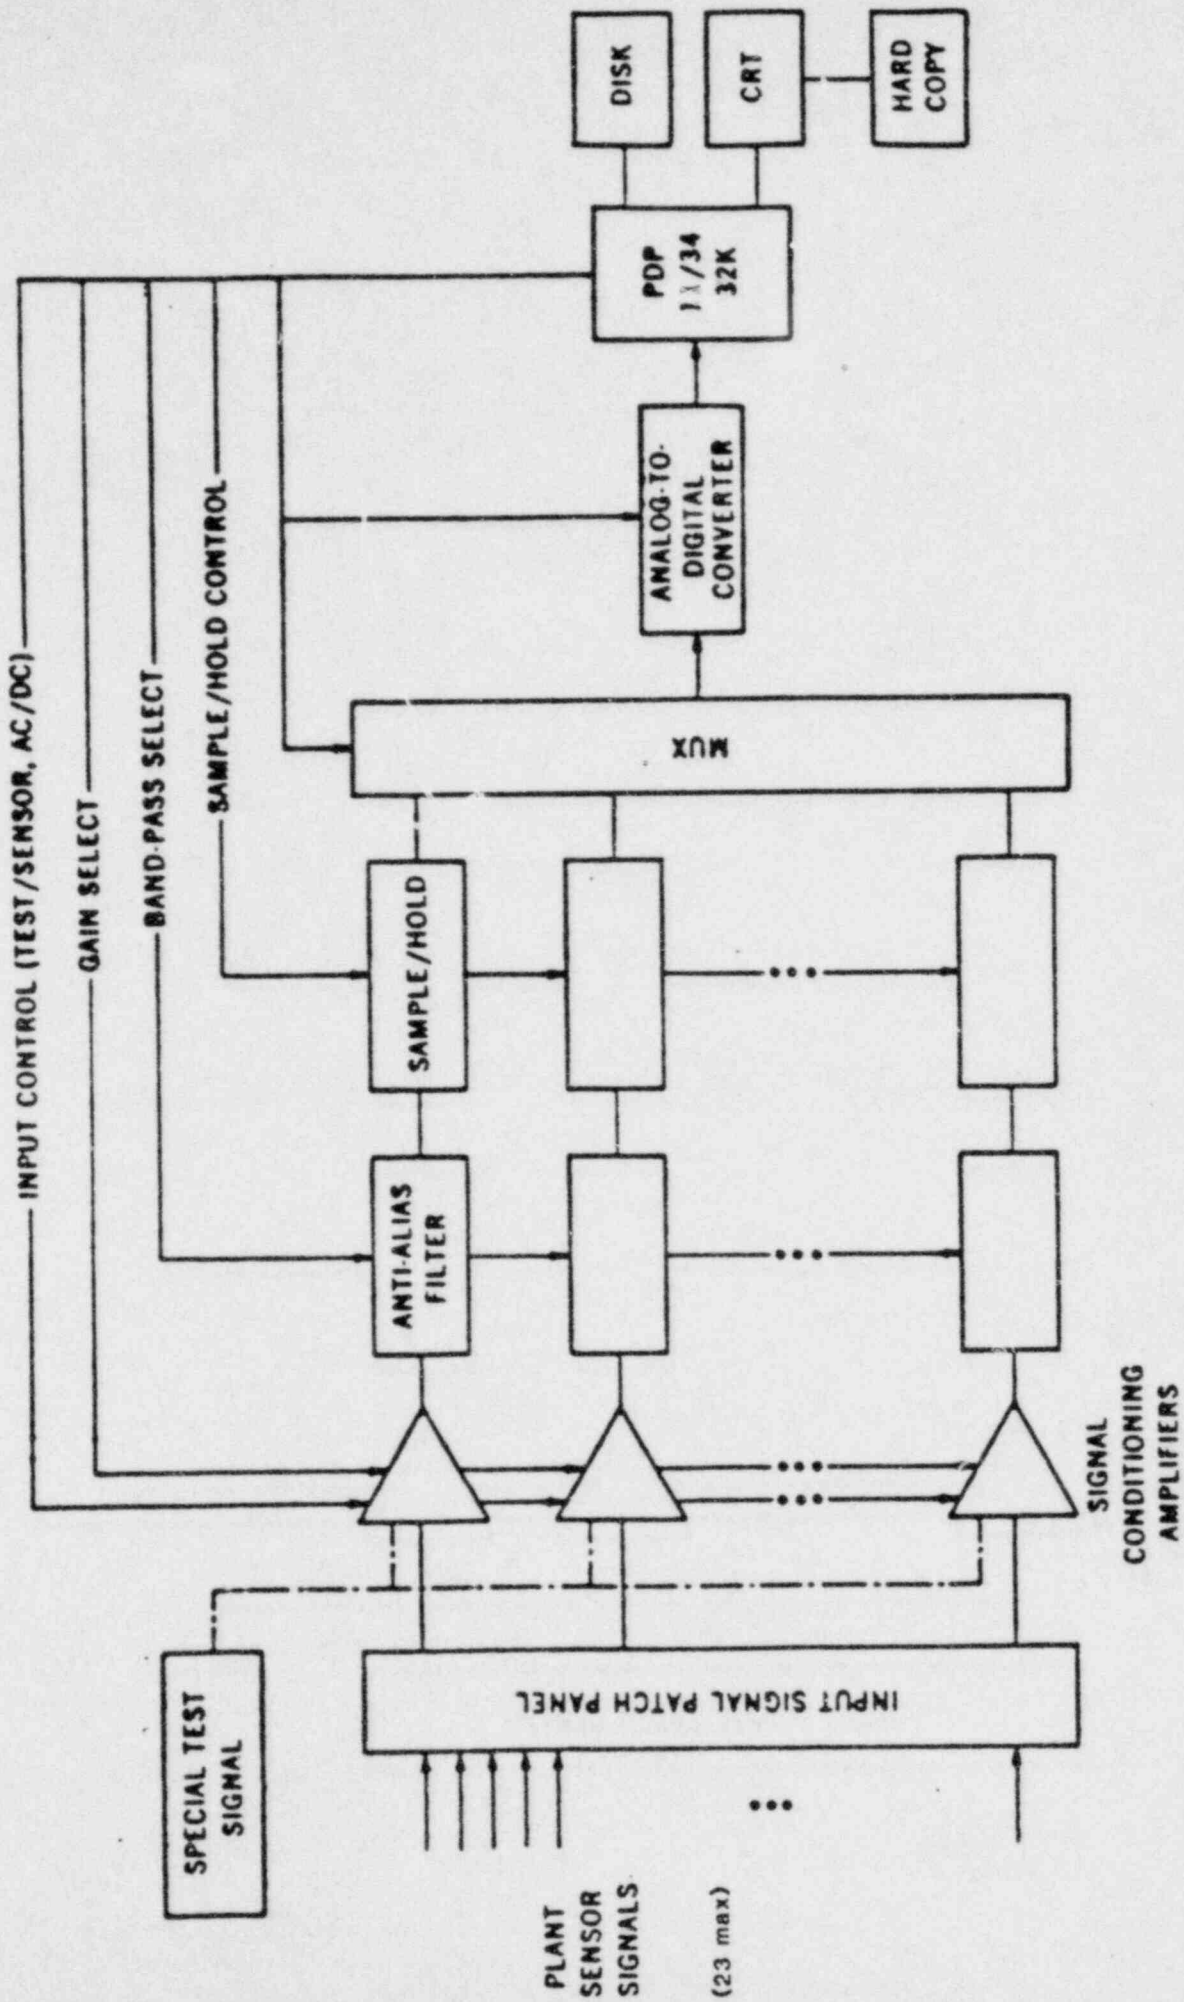 INPUT CONTROL (TEST/SENSOR, AC/DC)
GAIN SELECT
BAND-PASS SELECT
SAMPLE/HOLD CONTROL
SPECIAL TEST
SIGNAL
PLANT
SENSOR
SIGNALS
(23 max)
INPUT SIGNAL PATCH PANEL
SIGNAL
CONDITIONING
AMPLIFIERS
ANTI-ALIAS
FILTER
SAMPLE/HOLD
MUX
ANALOG-TO-
DIGITAL
CONVERTER
PDP
11/34
32K
DISK
CRT
HARD
COPY